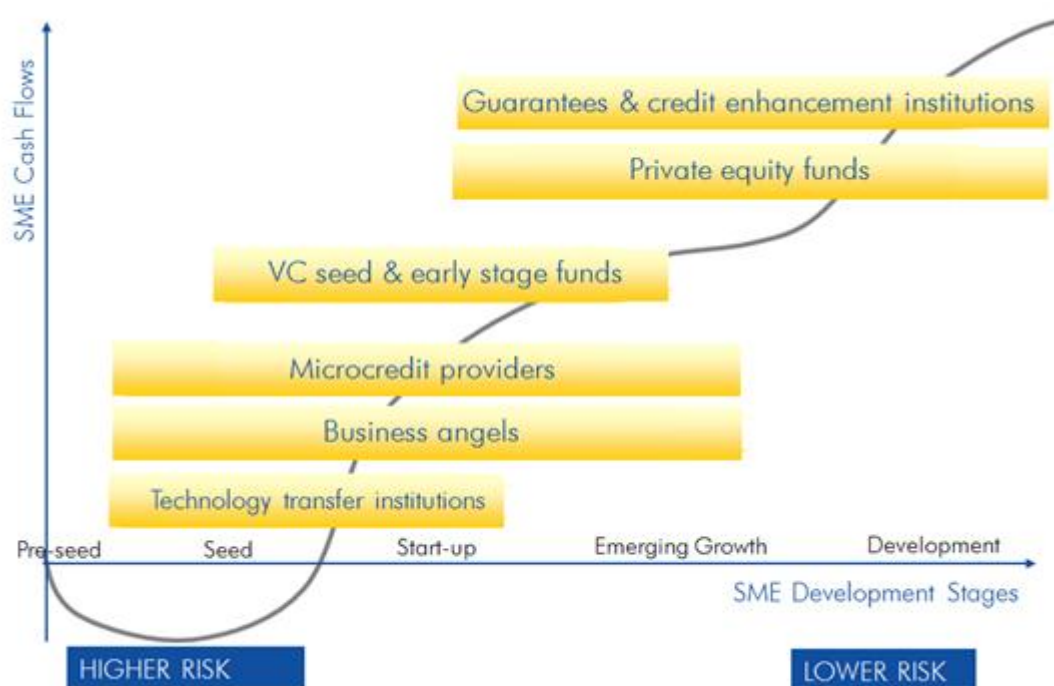 SME Cash Flows
Guarantees & credit enhancement institutions
Private equity funds
VC seed & early stage funds
Microcredit providers
Business angels
Technology transfer institutions
Pre-seed Seed Start-up Emerging Growth Development
SME Development Stages
HIGHER RISK LOWER RISK